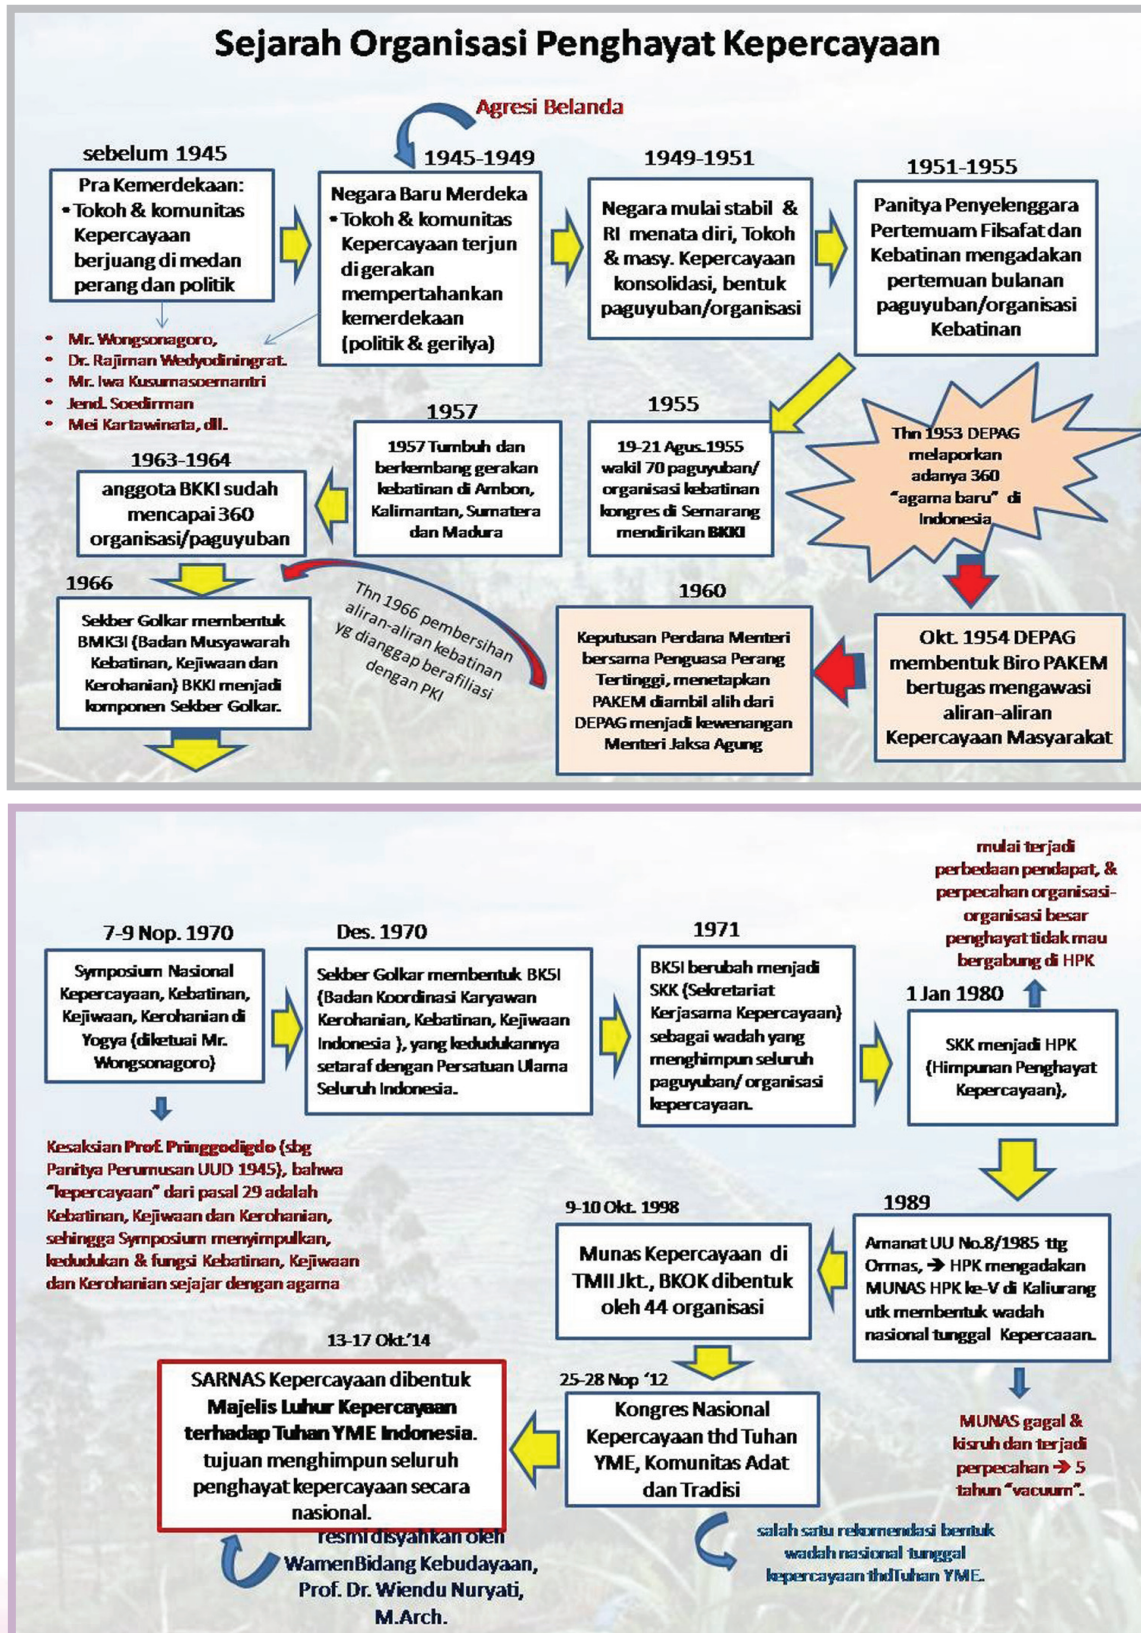 Sejarah Organisasi Penghayat Kepercayaan
Agresi Belanda
sebelum 1945
Pra Kemerdekaan:
• Tokoh & komunitas
Kepercayaan
berjuang di medan
perang dan politik
1945-1949
Negara Baru Merdeka
• Tokoh & komunitas
Kepercayaan terjun
di gerakan
mempertahankan
kemerdekaan
(politik & gerilya)
1949-1951
Negara mulai stabil &
RI menata diri, Tokoh
& masy. Kepercayaan
konsolidasi, bentuk
paguyuban/organisasi
1951-1955
Panitya Penyelenggara
Pertemuam Filsafat dan
Kebatinan mengadakan
pertemuan bulanan
paguyuban/organisasi
Kebatinan
• Mr. Wongsonagoro,
• Dr. Rajiman Wedyodiningrat.
• Mr. Iwa Kusumasoemantri
• Jend. Soedirman
• Mei Kartawinata, dll.
Thn 1953 DEPAG
melaporkan
adanya 360
"agama baru" di
Indonesia
1955
19-21 Agus.1955
wakil 70 paguyuban/
organisasi kebatinan
kongres di Semarang
mendirikan BKKI
1957
1957 Tumbuh dan
berkembang gerakan
kebatinan di Ambon,
Kalimantan, Sumatera
dan Madura
1963-1964
anggota BKKI sudah
mencapai 360
organisasi/paguyuban
1966
Sekber Golkar membentuk
BMK3I (Badan Musyawarah
Kebatinan, Kejiwaan dan
Kerohanian) BKKI menjadi
komponen Sekber Golkar.
Thn 1966 pembersihan
aliran-aliran kebatinan
yg dianggap berafiliasi
dengan PKI
1960
Keputusan Perdana Menteri
bersama Penguasa Perang
Tertinggi, menetapkan
PAKEM diambil alih dari
DEPAG menjadi kewenangan
Menteri Jaksa Agung
Okt. 1954 DEPAG
membentuk Biro PAKEM
bertugas mengawasi
aliran-aliran
Kepercayaan Masyarakat
mulai terjadi
perbedaan pendapat, &
perpecahan organisasi-
organisasi besar
penghayat tidak mau
bergabung di HPK
7-9 Nop. 1970
Symposium Nasional
Kepercayaan, Kebatinan,
Kejiwaan, Kerohanian di
Yogya (diketuai Mr.
Wongsonagoro)
Des. 1970
Sekber Golkar membentuk BK5I
(Badan Koordinasi Karyawan
Kerohanian, Kebatinan, Kejiwaan
Indonesia ), yang kedudukannya
setaraf dengan Persatuan Ulama
Seluruh Indonesia.
1971
BK5I berubah menjadi
SKK (Sekretariat
Kerjasama Kepercayaan)
sebagai wadah yang
menghimpun seluruh
paguyuban/ organisasi
kepercayaan.
1 Jan 1980
SKK menjadi HPK
(Himpunan Penghayat
Kepercayaan),
Kesaksian Prof. Pringgodigdo (sbg
Panitya Perumusan UUD 1945), bahwa
"kepercayaan" dari pasal 29 adalah
Kebatinan, Kejiwaan dan Kerohanian,
sehingga Symposium menyimpulkan,
kedudukan & fungsi Kebatinan, Kejiwaan
dan Kerohanian sejajar dengan agama
1989
Amanat UU No.8/1985 ttg
Ormas, ➔ HPK mengadakan
MUNAS HPK ke-V di Kaliurang
utk membentuk wadah
nasional tunggal Kepercaaan.
MUNAS gagal &
kisruh dan terjadi
perpecahan ➔ 5
tahun "vacuum".
9-10 Okt. 1998
Munas Kepercayaan di
TMII Jkt., BKOK dibentuk
oleh 44 organisasi
25-28 Nop '12
Kongres Nasional
Kepercayaan thd Tuhan
YME, Komunitas Adat
dan Tradisi
salah satu rekomendasi bentuk
wadah nasional tunggal
kepercayaan thdTuhan YME.
13-17 Okt.'14
SARNAS Kepercayaan dibentuk
Majelis Luhur Kepercayaan
terhadap Tuhan YME Indonesia.
tujuan menghimpun seluruh
penghayat kepercayaan secara
nasional.
resmi disyahkan oleh
WamenBidang Kebudayaan,
Prof. Dr. Wiendu Nuryati,
M.Arch.